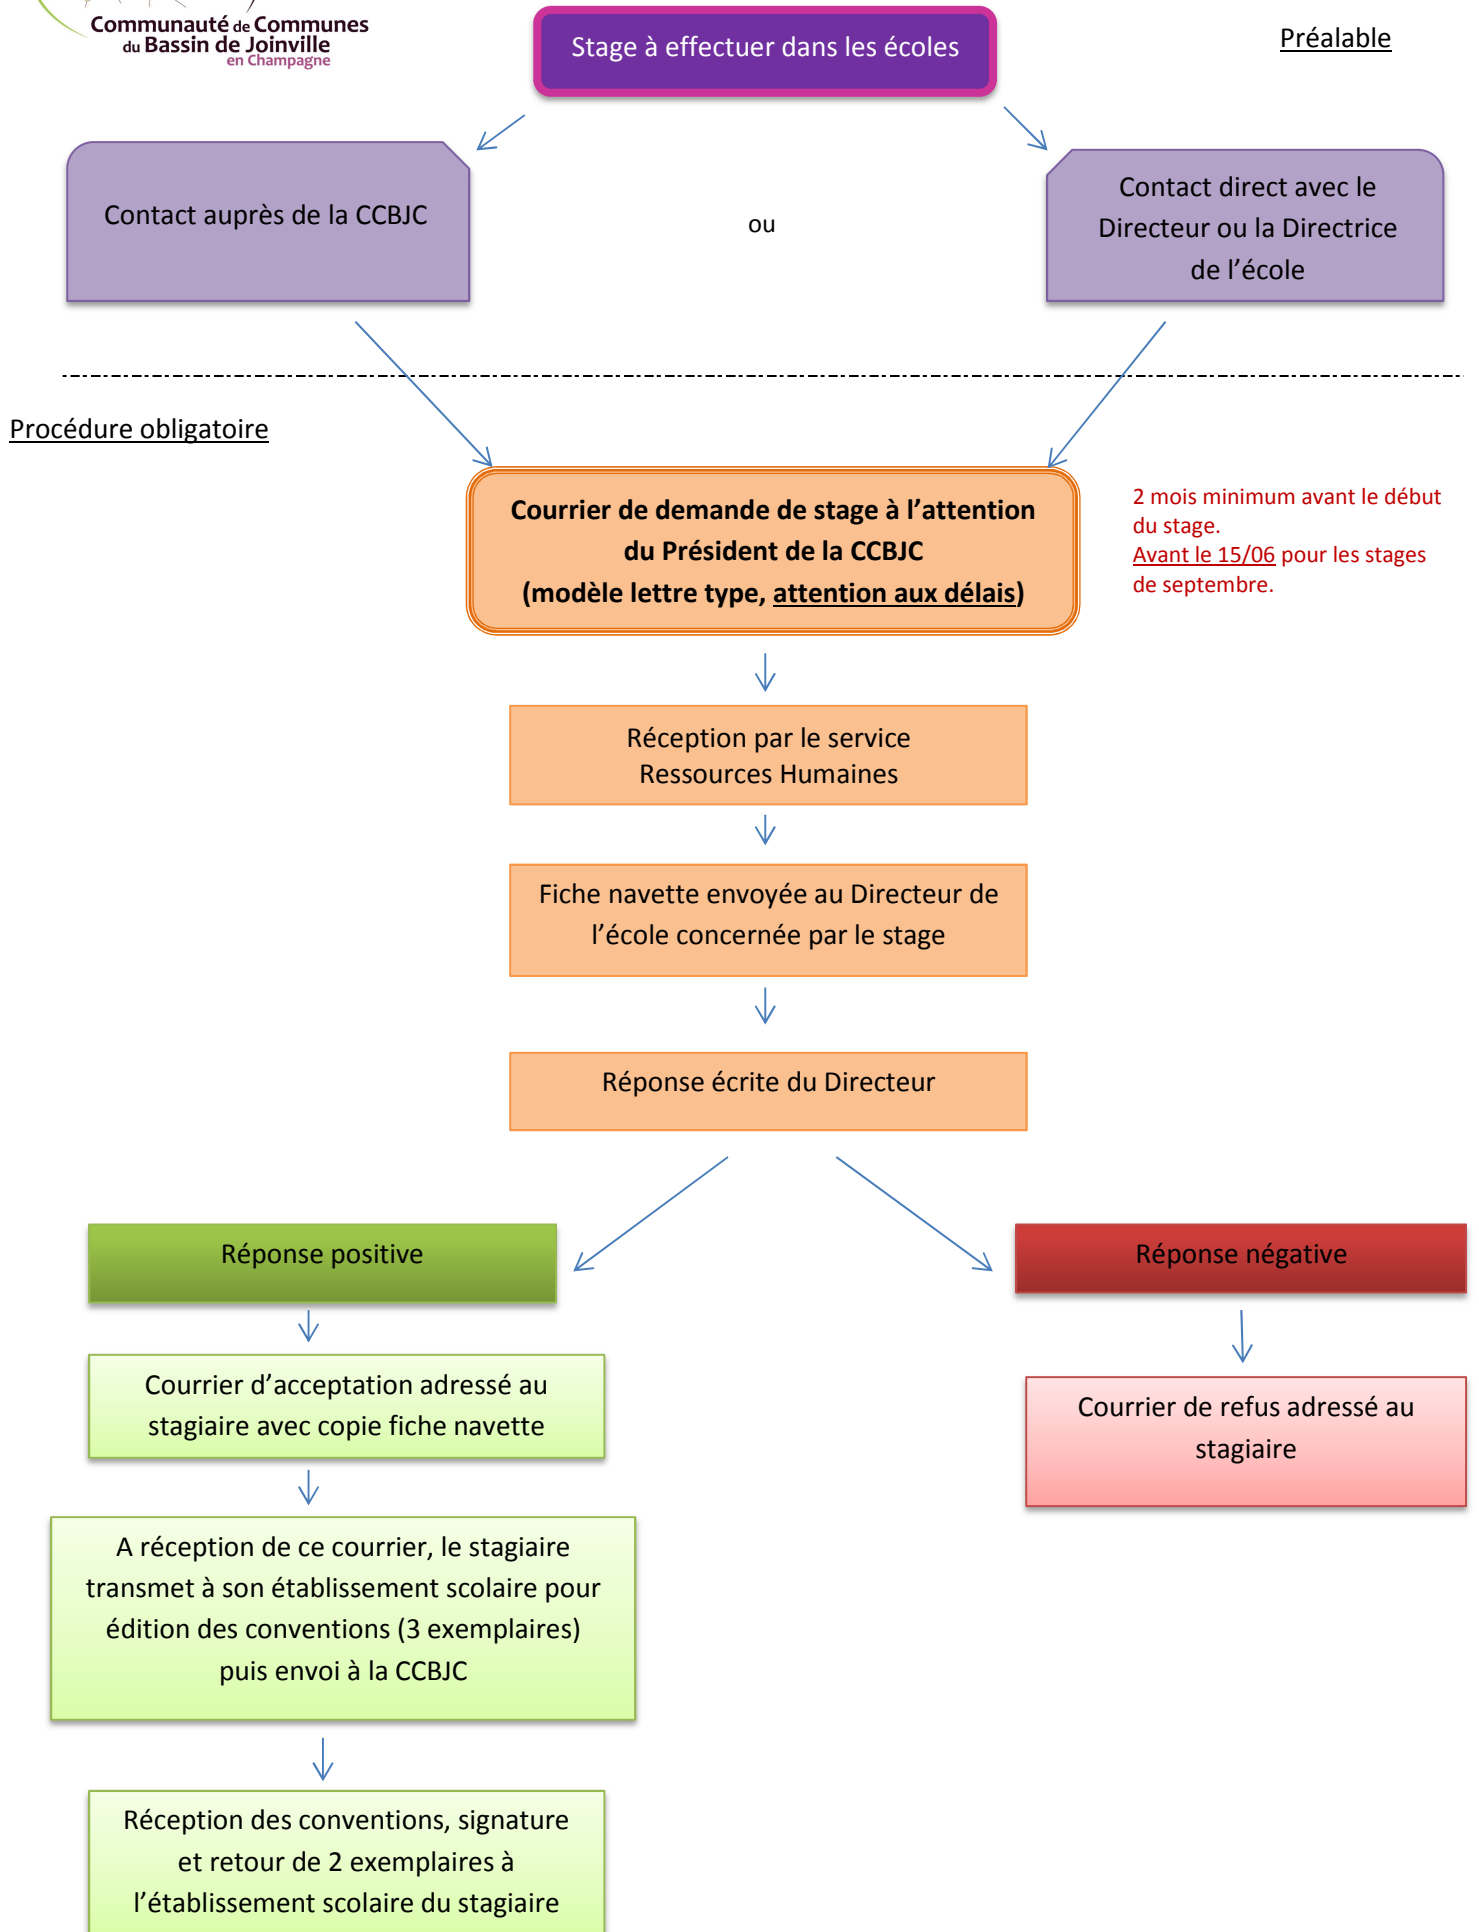 Communauté de Communes
du Bassin de Joinville
en Champagne
Stage à effectuer dans les écoles
Préalable
Contact auprès de la CCBJC
ou
Contact direct avec le
Directeur ou la Directrice
de l’école
Procédure obligatoire
Courrier de demande de stage à l’attention
du Président de la CCBJC
(modèle lettre type, attention aux délais)
2 mois minimum avant le début
du stage.
Avant le 15/06 pour les stages
de septembre.
Réception par le service
Ressources Humaines
Fiche navette envoyée au Directeur de
l’école concernée par le stage
Réponse écrite du Directeur
Réponse positive
Réponse négative
Courrier d’acceptation adressé au
stagiaire avec copie fiche navette
Courrier de refus adressé au
stagiaire
A réception de ce courrier, le stagiaire
transmet à son établissement scolaire pour
édition des conventions (3 exemplaires)
puis envoi à la CCBJC
Réception des conventions, signature
et retour de 2 exemplaires à
l’établissement scolaire du stagiaire